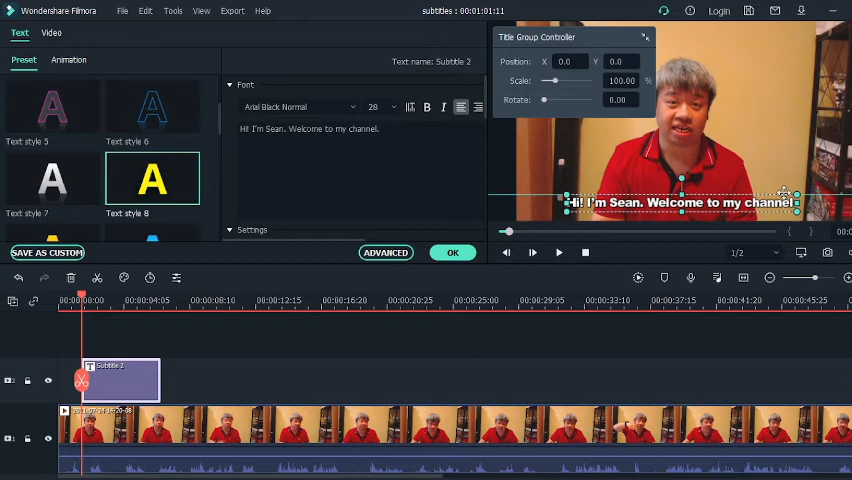 Wondershare Filmora
File Edit Tools View Export Help
subtitles : 00:01:01:11
Login
Text Video
Preset Animation
Text name: Subtitle 2
Text style 5
Text style 6
Text style 7
Text style 8
SAVE AS CUSTOM
Font
Arial Black Normal 28 B I
Hi! I'm Sean. Welcome to my channel.
Settings
ADVANCED OK
Title Group Controller
Position: X 0.0 Y 0.0
Scale: 100.00 %
Rotate: 0.00
Hi! I'm Sean. Welcome to my channel
1/2
00:00:00:00 00:00:04:05 00:00:08:10 00:00:12:15 00:00:16:20 00:00:20:25 00:00:25:00 00:00:29:05 00:00:33:10 00:00:37:15 00:00:45:25
T Subtitle 2
2
1